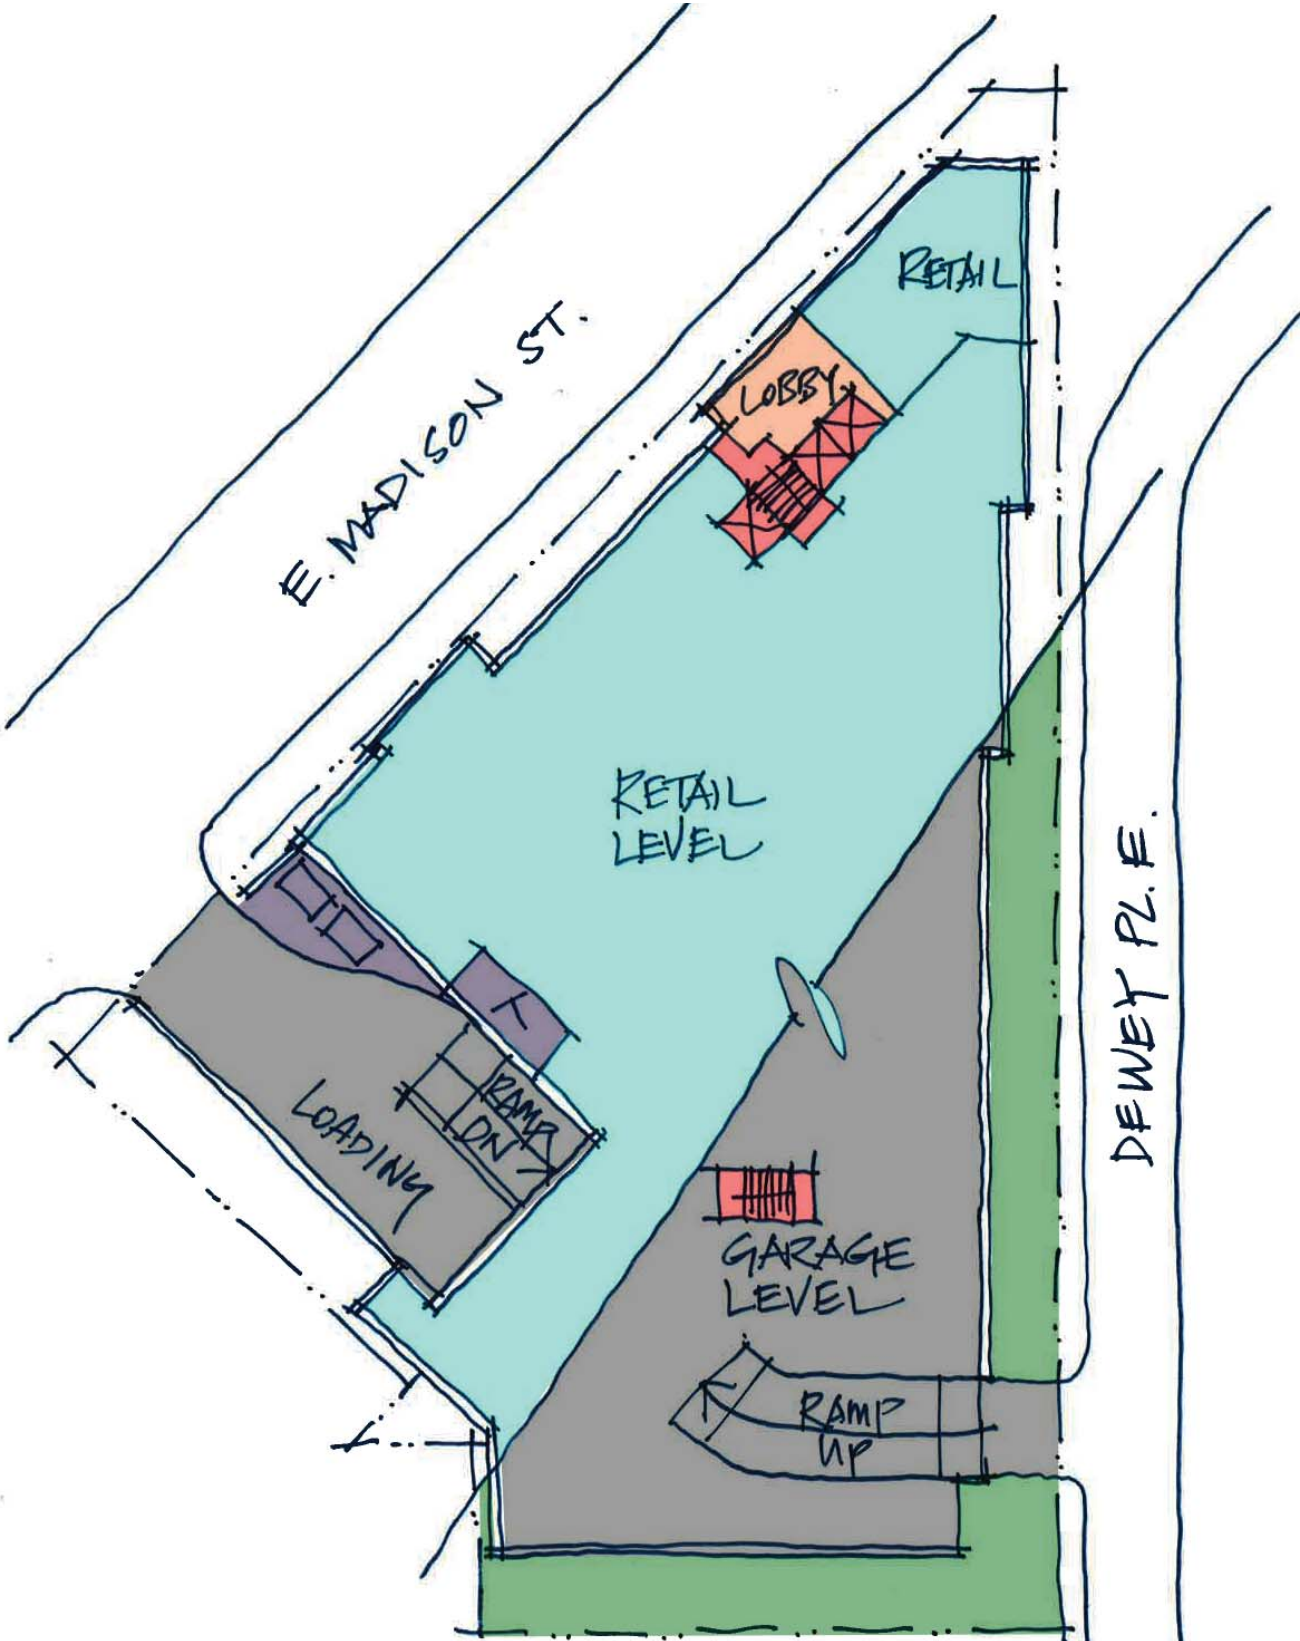 RETAIL
LOBBY
E. MADISON ST.
RETAIL
LEVEL
DEWEY PL. E.
RAMP
DN
LOADING
GARAGE
LEVEL
RAMP
UP